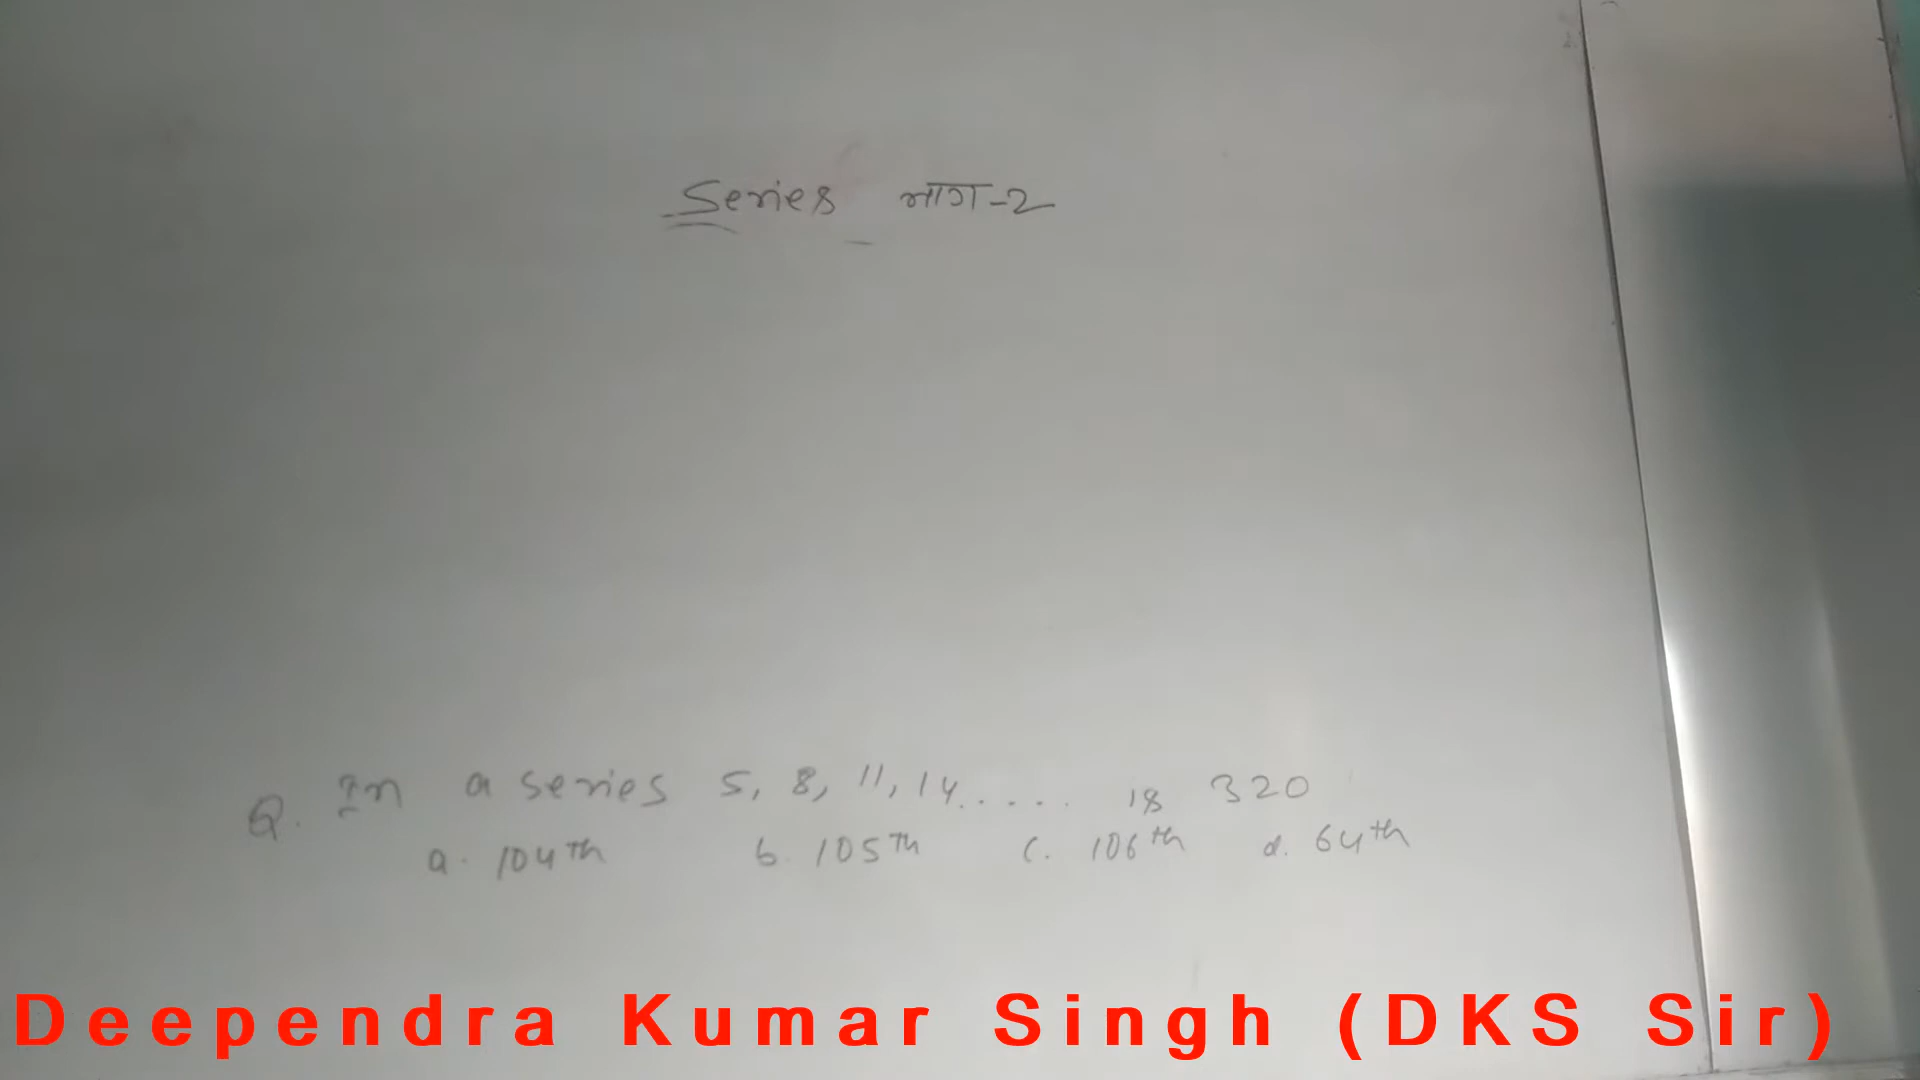 Series भाग-2
Q. In a series 5, 8, 11, 14..... is 320
a. 104th b. 105th c. 106th d. 64th
Deependra Kumar Singh (DKS Sir)